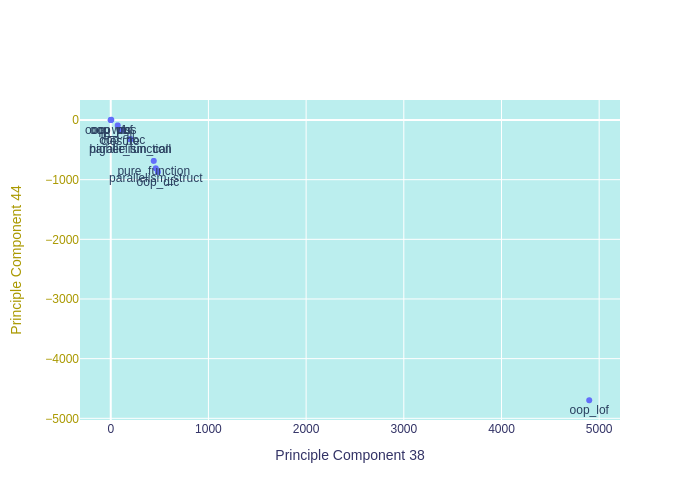 0
−1000
−2000
−3000
−4000
−5000
Principle Component 44
pure_function
parallelism_struct
oop_lof
0
1000
2000
3000
4000
5000
Principle Component 38